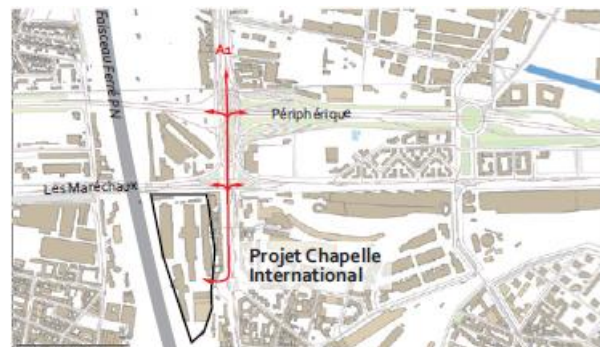 Faisceau Ferré PN
A1
Périphérique
Les Maréchaux
Projet Chapelle
International